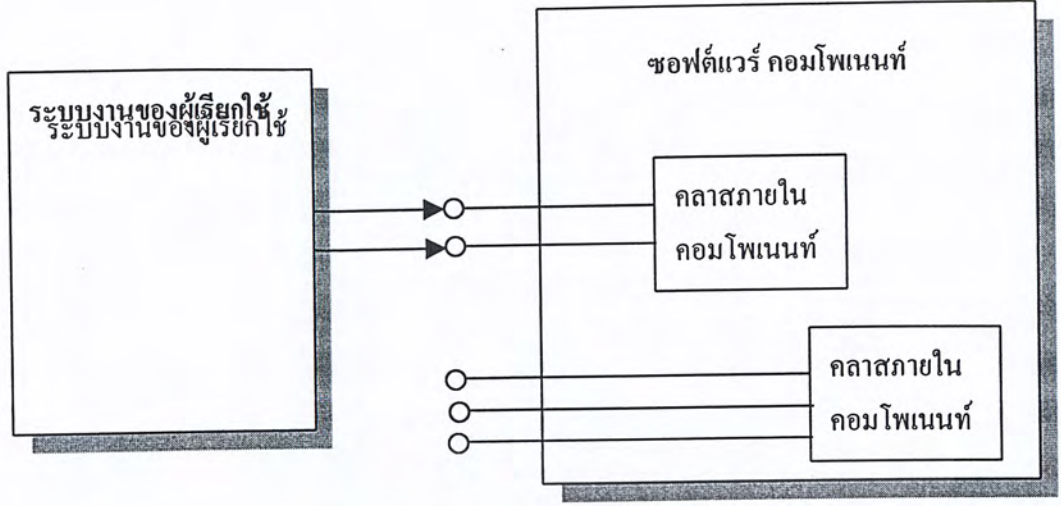 ซอฟต์แวร์ คอมโพเนนท์
ระบบงานของผู้เรียกใช้
ระบบงานของผู้เรียกใช้
คลาสภายใน
คอมโพเนนท์
คลาสภายใน
คอมโพเนนท์